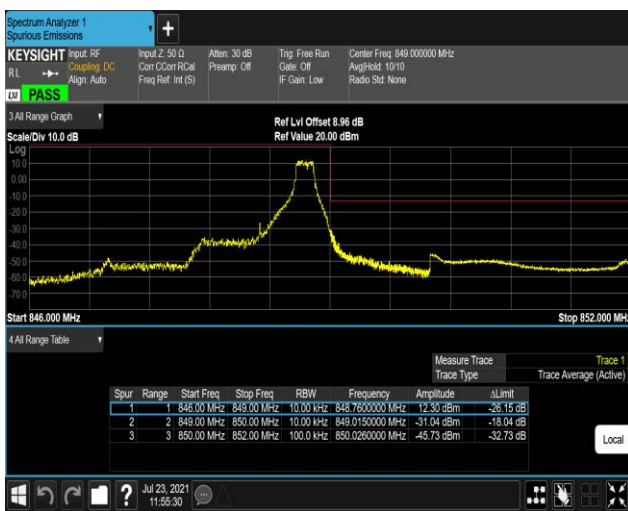 Spectrum Analyzer 1
Spurious Emissions
+
KEYSIGHT Input: RF Input Z: 50 Ω Atten: 30 dB Trig: Free Run Center Freq: 849.000000 MHz
RL Coupling: DC Corr CCorr RCal Preamp: Off Gate: Off Avg|Hold: 10/10
Align: Auto Freq Ref: Int (S) IF Gain: Low Radio Std: None
LXI PASS
3 All Range Graph
Ref Lvl Offset 8.96 dB
Scale/Div 10.0 dB Ref Value 20.00 dBm
Log
10.0
0.00
-10.0
-20.0
-30.0
-40.0
-50.0
-60.0
-70.0
Start 846.000 MHz Stop 852.000 MHz
4 All Range Table
Measure Trace Trace 1
Trace Type Trace Average (Active)
Spur Range Start Freq Stop Freq RBW Frequency Amplitude ΔLimit
1 1 846.00 MHz 849.00 MHz 10.00 kHz 848.7600000 MHz 12.30 dBm -26.15 dB
2 2 849.00 MHz 850.00 MHz 10.00 kHz 849.0150000 MHz -31.04 dBm -18.04 dB
3 3 850.00 MHz 852.00 MHz 100.0 kHz 850.0260000 MHz -45.73 dBm -32.73 dB
Local
? Jul 23, 2021
11:55:30